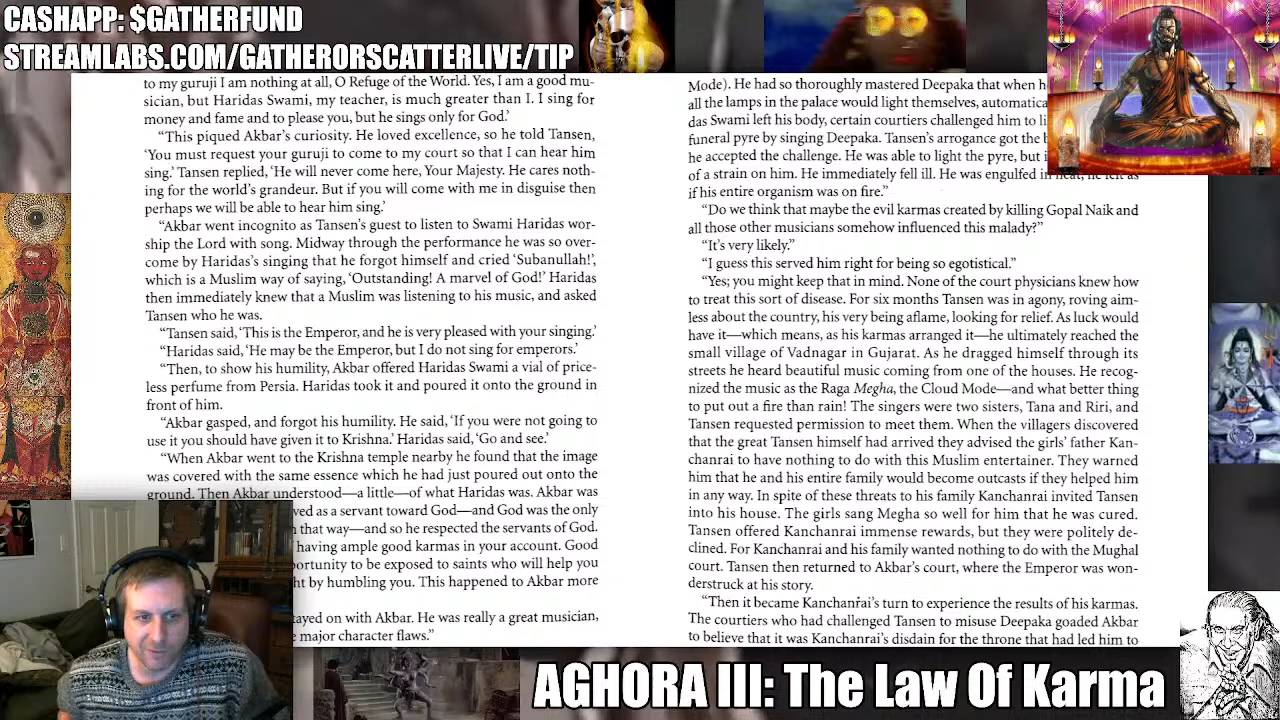 CASHAPP: $GATHERFUND
STREAMLABS.COM/GATHERORSCATTERLIVE/TIP
to my guruji I am nothing at all, O Refuge of the World. Yes, I am a good mu-
sician, but Haridas Swami, my teacher, is much greater than I. I sing for
money and fame and to please you, but he sings only for God.’
“This piqued Akbar’s curiosity. He loved excellence, so he told Tansen,
‘You must request your guruji to come to my court so that I can hear him
sing.’ Tansen replied, ‘He will never come here, Your Majesty. He cares noth-
ing for the world’s grandeur. But if you will come with me in disguise then
perhaps we will be able to hear him sing.’
“Akbar went incognito as Tansen’s guest to listen to Swami Haridas wor-
ship the Lord with song. Midway through the performance he was so over-
come by Haridas’s singing that he forgot himself and cried ‘Subanullah!’,
which is a Muslim way of saying, ‘Outstanding! A marvel of God!’ Haridas
then immediately knew that a Muslim was listening to his music, and asked
Tansen who he was.
“Tansen said, ‘This is the Emperor, and he is very pleased with your singing.’
“Haridas said, ‘He may be the Emperor, but I do not sing for emperors.’
“Then, to show his humility, Akbar offered Haridas Swami a vial of price-
less perfume from Persia. Haridas took it and poured it onto the ground in
front of him.
“Akbar gasped, and forgot his humility. He said, ‘If you were not going to
use it you should have given it to Krishna.’ Haridas said, ‘Go and see.’
“When Akbar went to the Krishna temple nearby he found that the image
was covered with the same essence which he had just poured out onto the
ground. Then Akbar understood—a little—of what Haridas was. Akbar was
ved as a servant toward God—and God was the only
that way—and so he respected the servants of God.
having ample good karmas in your account. Good
ortunity to be exposed to saints who will help you
ht by humbling you. This happened to Akbar more
ayed on with Akbar. He was really a great musician,
major character flaws.”
Mode). He had so thoroughly mastered Deepaka that when h
all the lamps in the palace would light themselves, automatica
das Swami left his body, certain courtiers challenged him to li
funeral pyre by singing Deepaka. Tansen’s arrogance got the
he accepted the challenge. He was able to light the pyre, but i
of a strain on him. He immediately fell ill. He was engulfed in heat, he felt as
if his entire organism was on fire.”
“Do we think that maybe the evil karmas created by killing Gopal Naik and
all those other musicians somehow influenced this malady?”
“It’s very likely.”
“I guess this served him right for being so egotistical.”
“Yes; you might keep that in mind. None of the court physicians knew how
to treat this sort of disease. For six months Tansen was in agony, roving aim-
less about the country, his very being aflame, looking for relief. As luck would
have it—which means, as his karmas arranged it—he ultimately reached the
small village of Vadnagar in Gujarat. As he dragged himself through its
streets he heard beautiful music coming from one of the houses. He recog-
nized the music as the Raga Megha, the Cloud Mode—and what better thing
to put out a fire than rain! The singers were two sisters, Tana and Riri, and
Tansen requested permission to meet them. When the villagers discovered
that the great Tansen himself had arrived they advised the girls’ father Kan-
chanrai to have nothing to do with this Muslim entertainer. They warned
him that he and his entire family would become outcasts if they helped him
in any way. In spite of these threats to his family Kanchanrai invited Tansen
into his house. The girls sang Megha so well for him that he was cured.
Tansen offered Kanchanrai immense rewards, but they were politely de-
clined. For Kanchanrai and his family wanted nothing to do with the Mughal
court. Tansen then returned to Akbar’s court, where the Emperor was won-
derstruck at his story.
“Then it became Kanchanrai’s turn to experience the results of his karmas.
The courtiers who had challenged Tansen to misuse Deepaka goaded Akbar
to believe that it was Kanchanrai’s disdain for the throne that had led him to
AGHORA III: The Law Of Karma